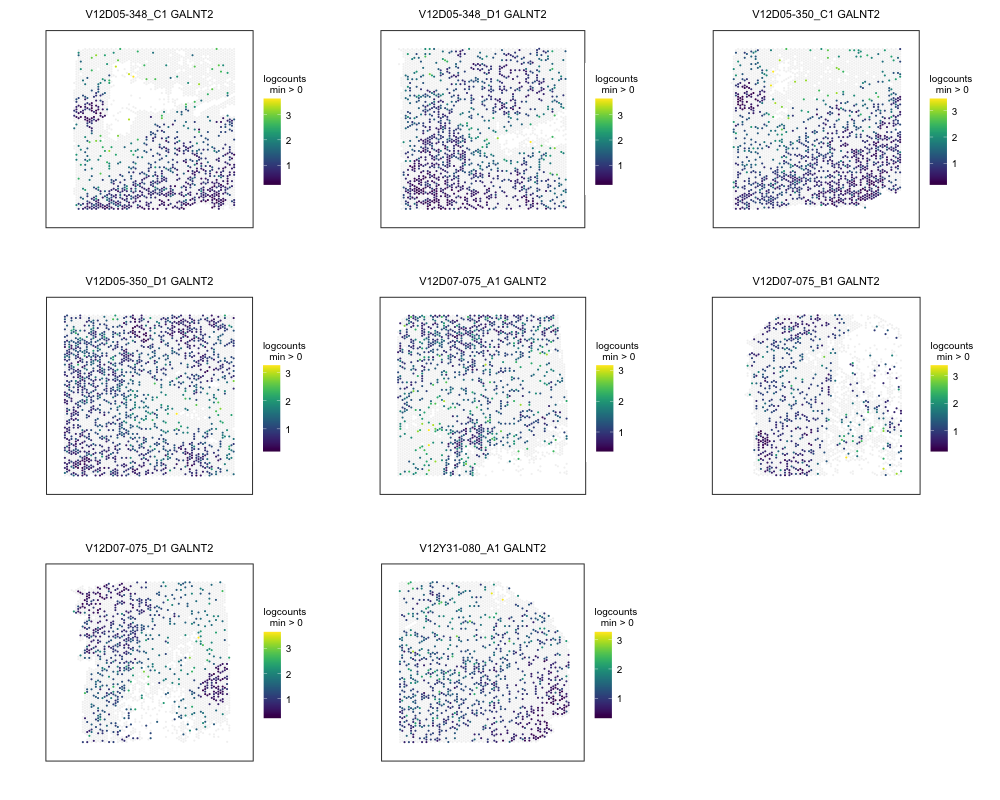 V12D05-348_C1 GALNT2
logcounts
min > 0
3
2
1
V12D05-348_D1 GALNT2
logcounts
min > 0
3
2
1
V12D05-350_C1 GALNT2
logcounts
min > 0
3
2
1
V12D05-350_D1 GALNT2
logcounts
min > 0
3
2
1
V12D07-075_A1 GALNT2
logcounts
min > 0
3
2
1
V12D07-075_B1 GALNT2
logcounts
min > 0
3
2
1
V12D07-075_D1 GALNT2
logcounts
min > 0
3
2
1
V12Y31-080_A1 GALNT2
logcounts
min > 0
3
2
1